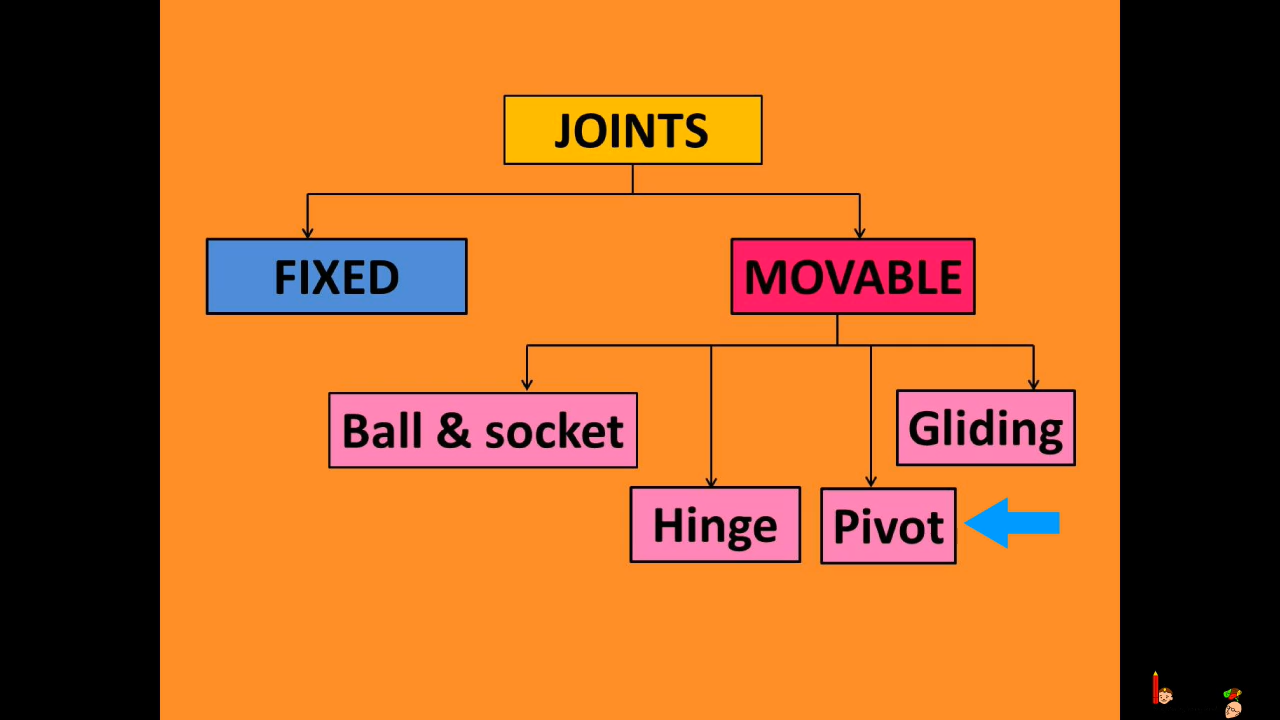 JOINTS
FIXED
MOVABLE
Ball & socket
Gliding
Hinge
Pivot